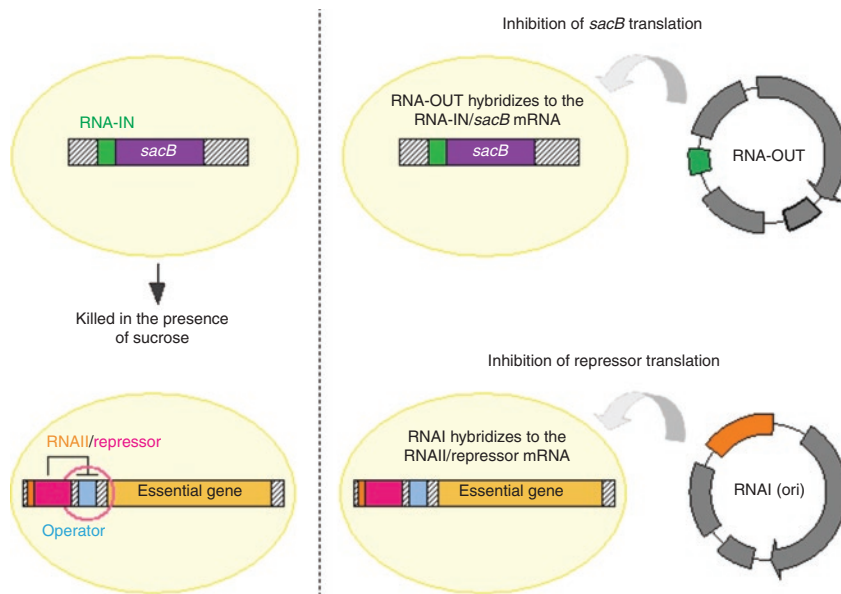 Inhibition of sacB translation
RNA-IN
sacB
Killed in the presence
of sucrose
RNA-OUT hybridizes to the
RNA-IN/sacB mRNA
sacB
RNA-OUT
Inhibition of repressor translation
RNAII/repressor
Essential gene
Operator
RNAI hybridizes to the
RNAII/repressor mRNA
Essential gene
RNAI (ori)